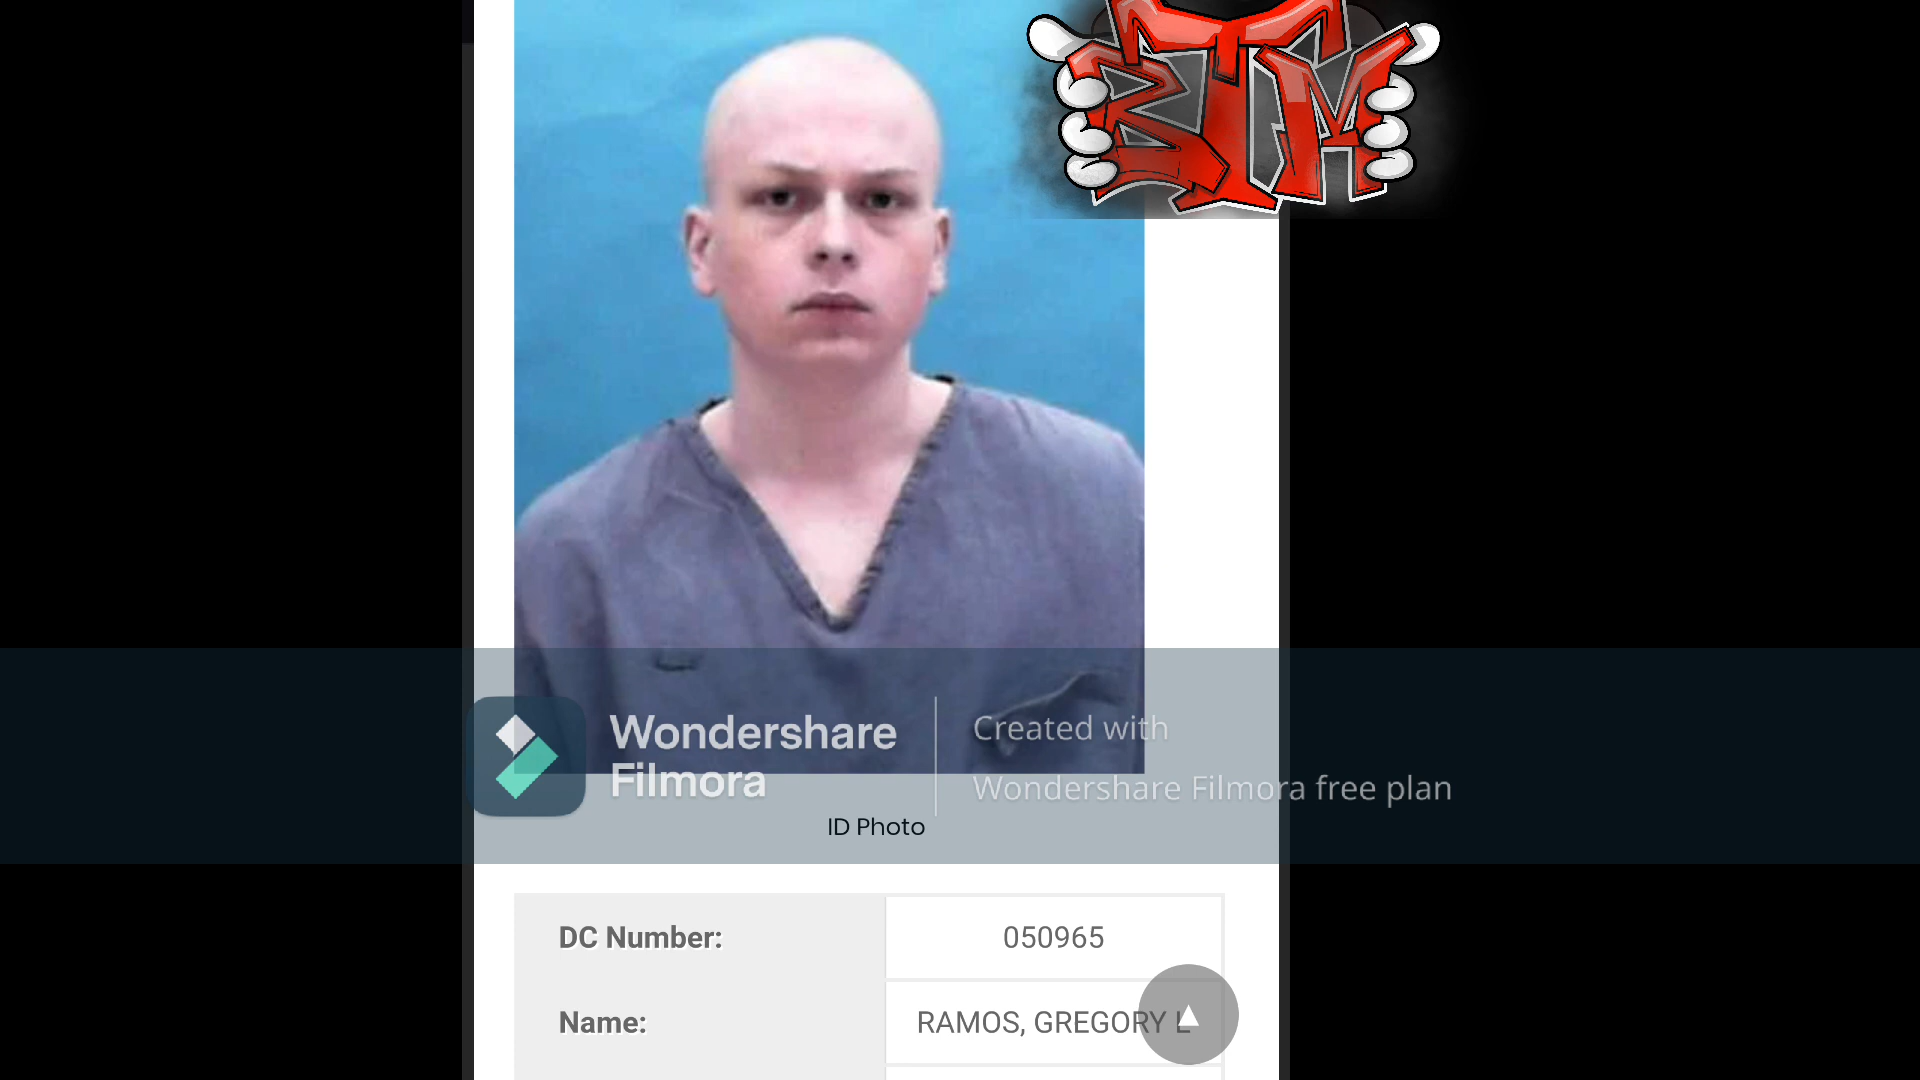 Wondershare
Filmora
Created with
Wondershare Filmora free plan
ID Photo
DC Number:
050965
Name:
RAMOS, GREGORY L